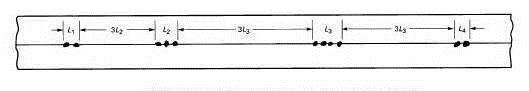 L₁ 3L₂ L₂ 3L₃ L₃ 3L₃ L₄